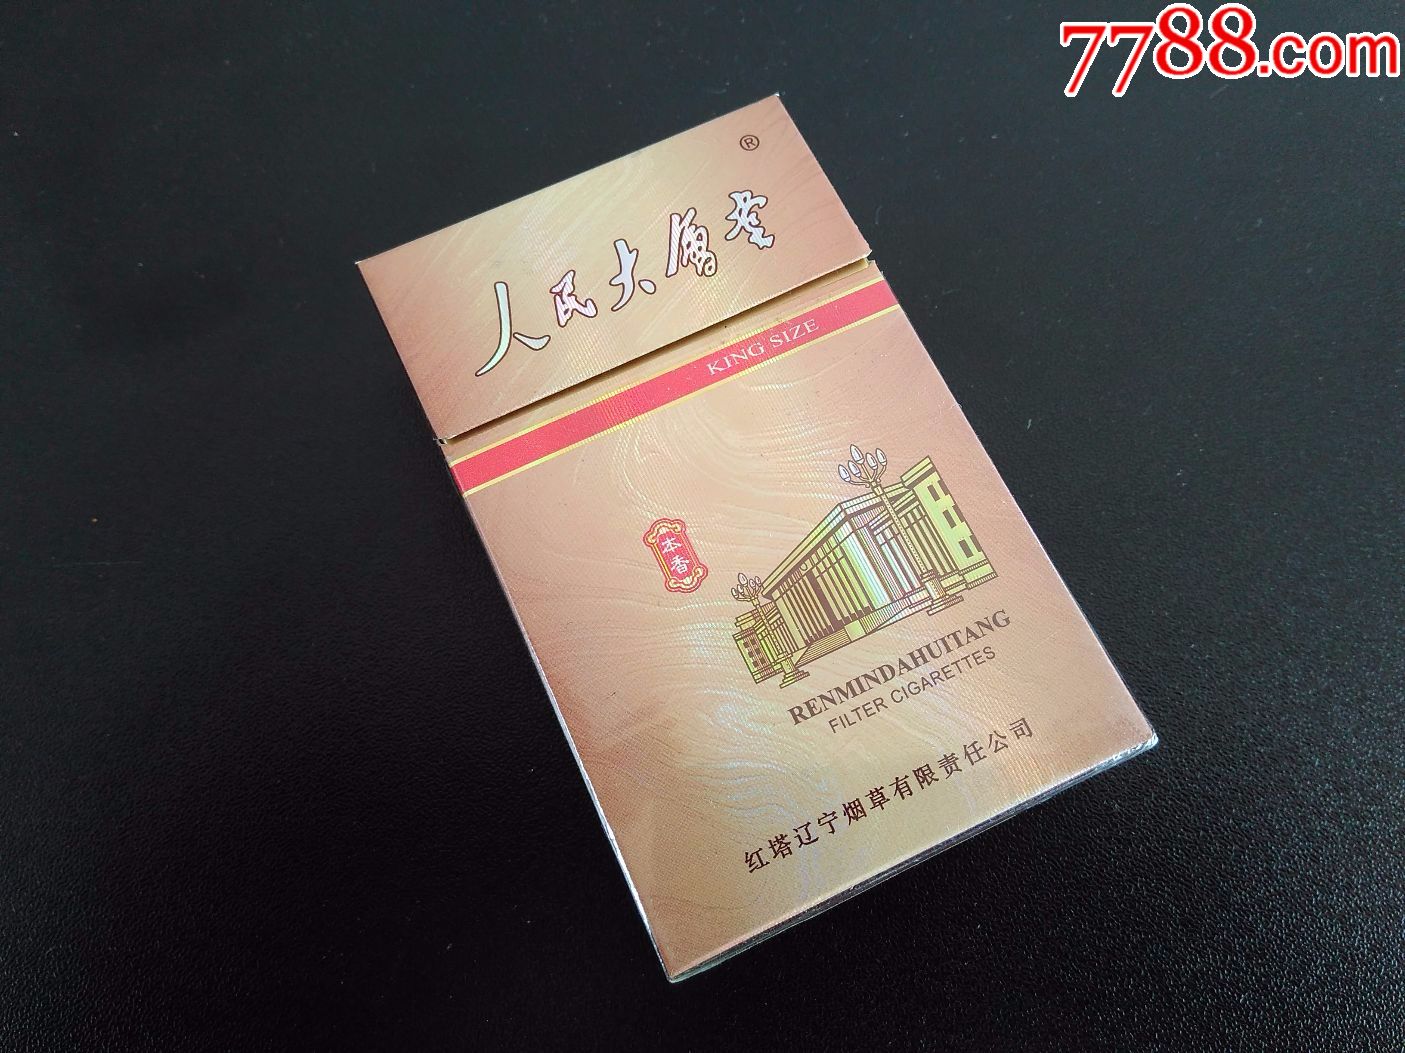 7788.com
®
人民大會堂
KING SIZE
本香
RENMINDAHUITANG
FILTER CIGARETTES
红塔辽宁烟草有限责任公司